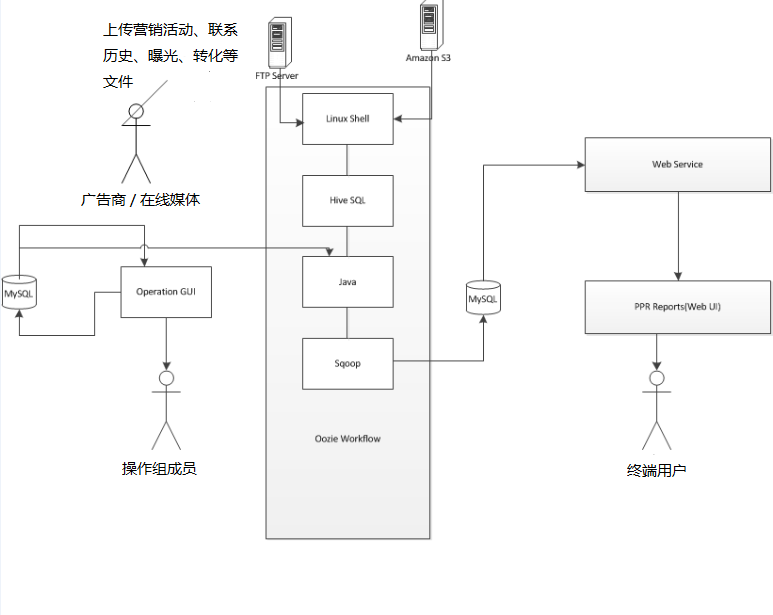 上传营销活动、联系
历史、曝光、转化等
文件
FTP Server
Amazon S3
广告商 / 在线媒体
Linux Shell
Hive SQL
Java
Sqoop
Oozie Workflow
MySQL
Operation GUI
操作组成员
MySQL
Web Service
PPR Reports(Web UI)
终端用户